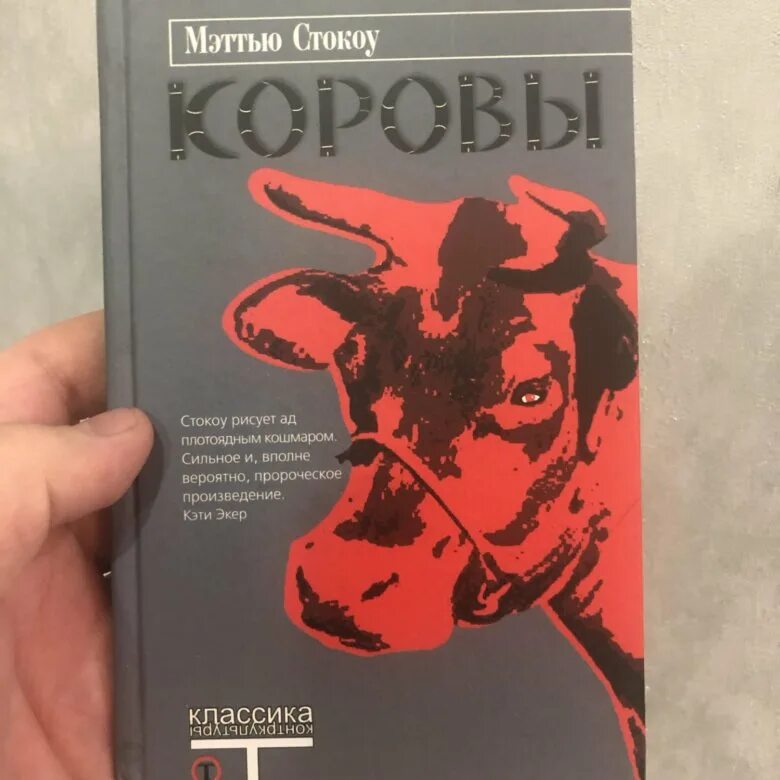 Мэттью Стокоу
КОРОВЫ
Стокоу рисует ад
плотоядным кошмаром.
Сильное и, вполне
вероятно, пророческое
произведение.
Кэти Экер
классика
контркультуры
Т